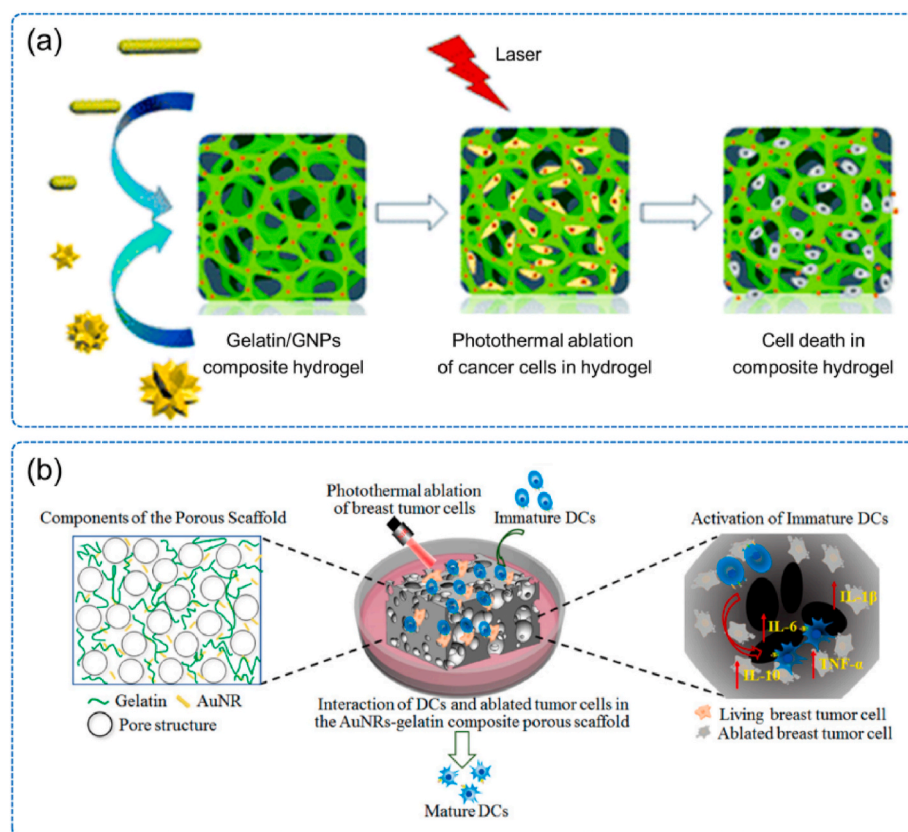 (a)
Laser
Gelatin/GNPs
composite hydrogel
Photothermal ablation
of cancer cells in hydrogel
Cell death in
composite hydrogel
(b)
Components of the Porous Scaffold
Gelatin
AuNR
Pore structure
Photothermal ablation
of breast tumor cells
Immature DCs
Interaction of DCs and ablated tumor cells in
the AuNRs-gelatin composite porous scaffold
Mature DCs
Activation of Immature DCs
IL-1β
IL-6
IL-10
TNF-α
Living breast tumor cell
Ablated breast tumor cell